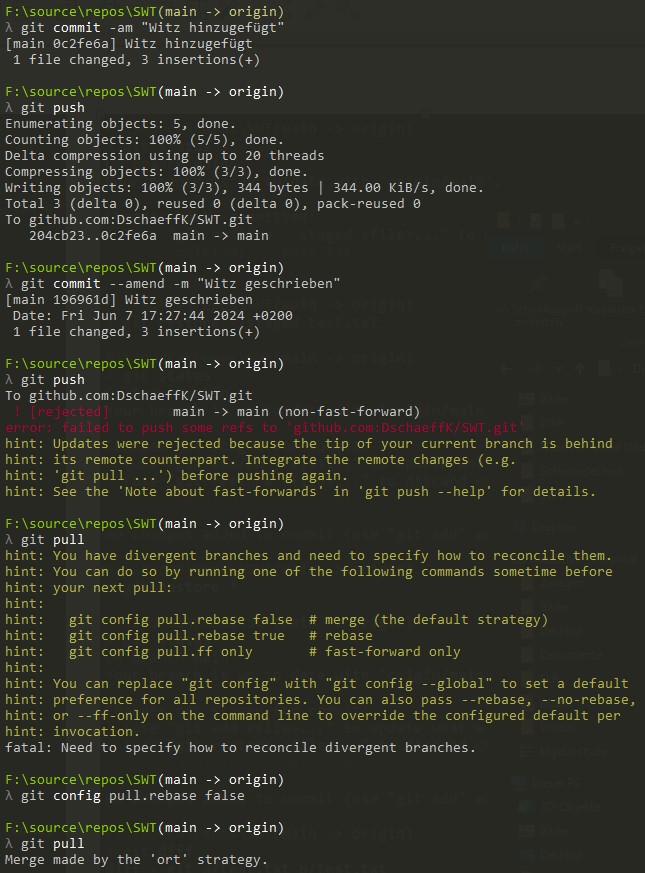 F:\source\repos\SWT(main -> origin)
λ git commit -am "Witz hinzugefügt"
[main 0c2fe6a] Witz hinzugefügt
 1 file changed, 3 insertions(+)

F:\source\repos\SWT(main -> origin)
λ git push
Enumerating objects: 5, done.
Counting objects: 100% (5/5), done.
Delta compression using up to 20 threads
Compressing objects: 100% (3/3), done.
Writing objects: 100% (3/3), 344 bytes | 344.00 KiB/s, done.
Total 3 (delta 0), reused 0 (delta 0), pack-reused 0
To github.com:DschaeffK/SWT.git
   204cb23..0c2fe6a  main -> main

F:\source\repos\SWT(main -> origin)
λ git commit --amend -m "Witz geschrieben"
[main 196961d] Witz geschrieben
 Date: Fri Jun 7 17:27:44 2024 +0200
 1 file changed, 3 insertions(+)

F:\source\repos\SWT(main -> origin)
λ git push
To github.com:DschaeffK/SWT.git
 ! [rejected]        main -> main (non-fast-forward)
error: failed to push some refs to 'github.com:DschaeffK/SWT.git'
hint: Updates were rejected because the tip of your current branch is behind
hint: its remote counterpart. Integrate the remote changes (e.g.
hint: 'git pull ...') before pushing again.
hint: See the 'Note about fast-forwards' in 'git push --help' for details.

F:\source\repos\SWT(main -> origin)
λ git pull
hint: You have divergent branches and need to specify how to reconcile them.
hint: You can do so by running one of the following commands sometime before
hint: your next pull:
hint:
hint:   git config pull.rebase false  # merge (the default strategy)
hint:   git config pull.rebase true   # rebase
hint:   git config pull.ff only       # fast-forward only
hint:
hint: You can replace "git config" with "git config --global" to set a default
hint: preference for all repositories. You can also pass --rebase, --no-rebase,
hint: or --ff-only on the command line to override the configured default per
hint: invocation.
fatal: Need to specify how to reconcile divergent branches.

F:\source\repos\SWT(main -> origin)
λ git config pull.rebase false

F:\source\repos\SWT(main -> origin)
λ git pull
Merge made by the 'ort' strategy.